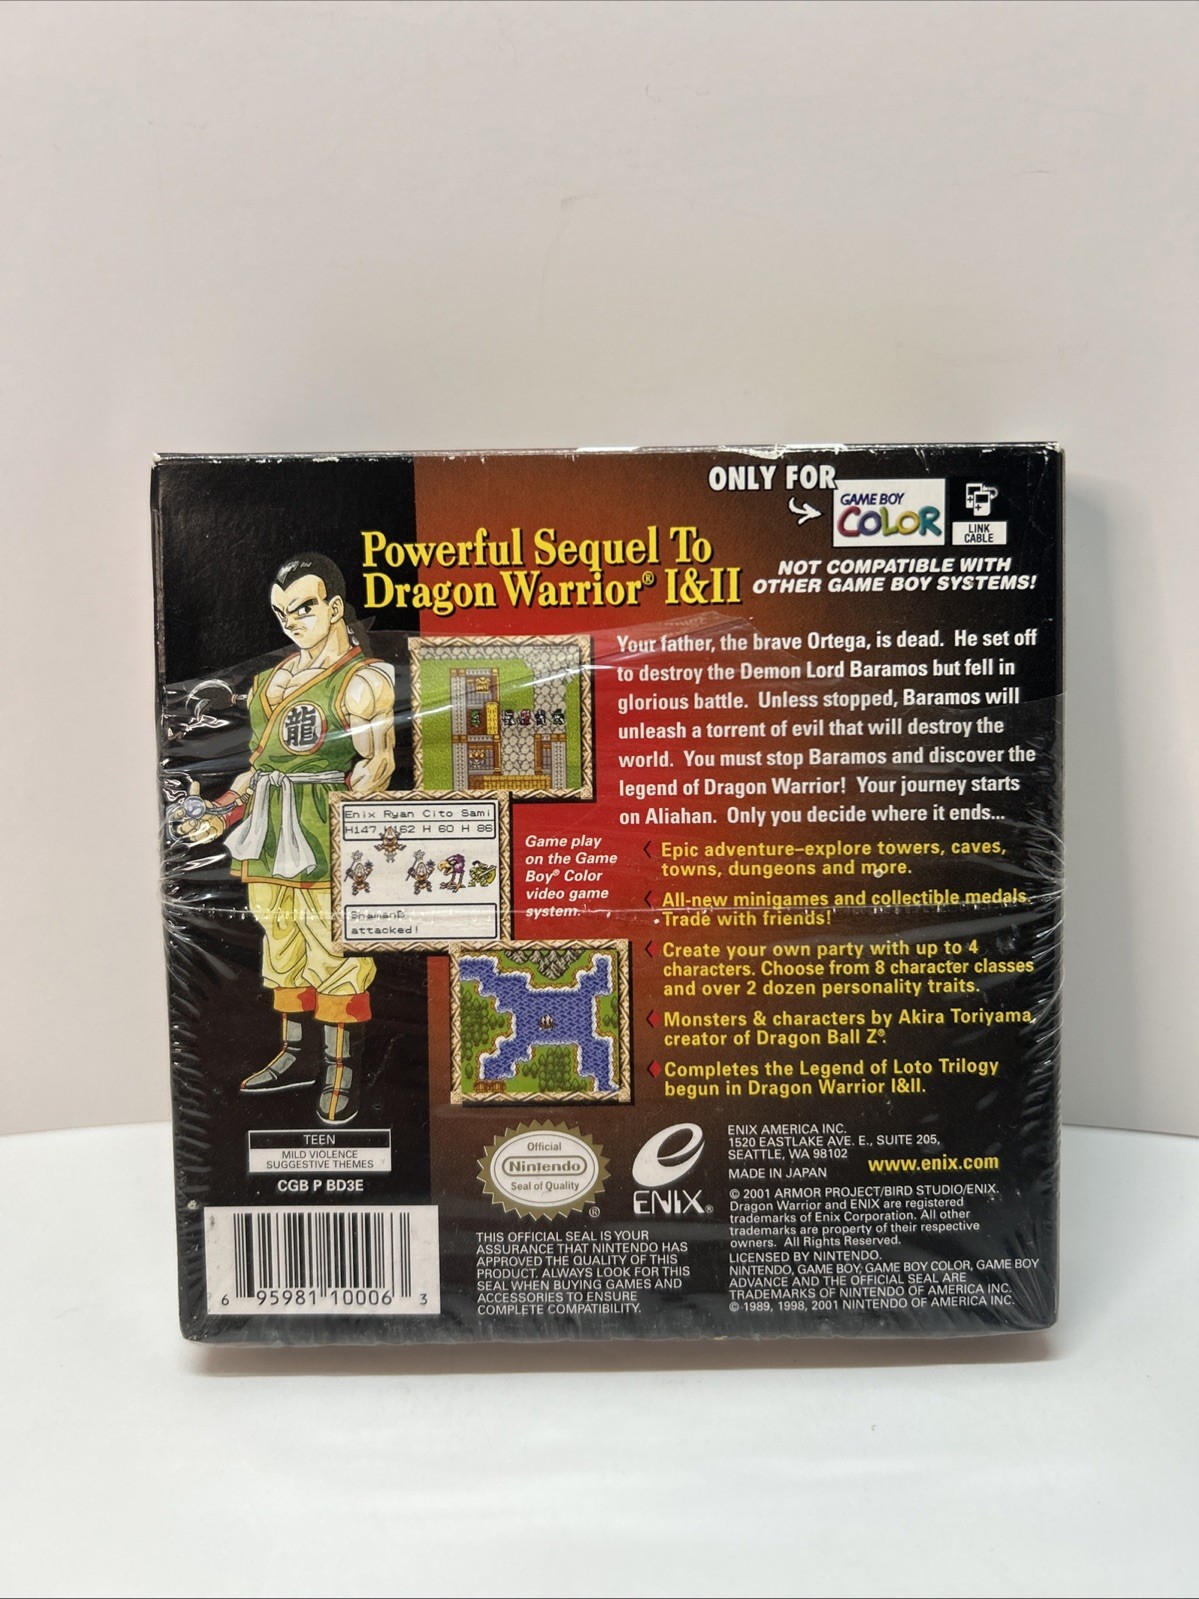 ONLY FOR
GAME BOY
COLOR
LINK
CABLE
NOT COMPATIBLE WITH
OTHER GAME BOY SYSTEMS!
Powerful Sequel To
Dragon Warrior® I&II
Your father, the brave Ortega, is dead. He set off
to destroy the Demon Lord Baramos but fell in
glorious battle. Unless stopped, Baramos will
unleash a torrent of evil that will destroy the
world. You must stop Baramos and discover the
legend of Dragon Warrior! Your journey starts
on Aliahan. Only you decide where it ends...
龍
Enix Ryan Cito Sami
H147 H 60 H 86
attacked!
Game play
on the Game
Boy® Color
video game
system.
Epic adventure–explore towers, caves,
towns, dungeons and more.
All-new minigames and collectible medals.
Trade with friends!
Create your own party with up to 4
characters. Choose from 8 character classes
and over 2 dozen personality traits.
Monsters & characters by Akira Toriyama,
creator of Dragon Ball Z®.
Completes the Legend of Loto Trilogy
begun in Dragon Warrior I&II.
TEEN
MILD VIOLENCE
SUGGESTIVE THEMES
CGB P BD3E
6 95981 10006 3
Official
Nintendo
Seal of Quality
®
THIS OFFICIAL SEAL IS YOUR
ASSURANCE THAT NINTENDO HAS
APPROVED THE QUALITY OF THIS
PRODUCT. ALWAYS LOOK FOR THIS
SEAL WHEN BUYING GAMES AND
ACCESSORIES TO ENSURE
COMPLETE COMPATIBILITY.
ENIX®
ENIX AMERICA INC.
1520 EASTLAKE AVE. E., SUITE 205,
SEATTLE, WA 98102
MADE IN JAPAN
www.enix.com
© 2001 ARMOR PROJECT/BIRD STUDIO/ENIX.
Dragon Warrior and ENIX are registered
trademarks of Enix Corporation. All other
trademarks are property of their respective
owners. All Rights Reserved.
LICENSED BY NINTENDO.
NINTENDO, GAME BOY, GAME BOY COLOR, GAME BOY
ADVANCE AND THE OFFICIAL SEAL ARE
TRADEMARKS OF NINTENDO OF AMERICA INC.
© 1989, 1998, 2001 NINTENDO OF AMERICA INC.